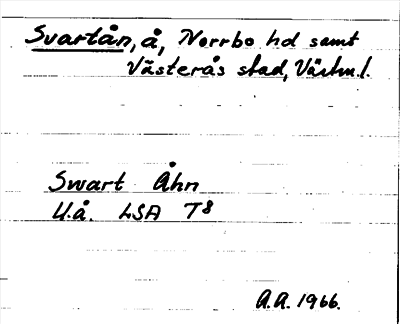 Svartån, å, Norrbo hd samt
Västerås stad, Västm.l.
Swart Åhn
U.å. LSA T8
A.A. 1966.